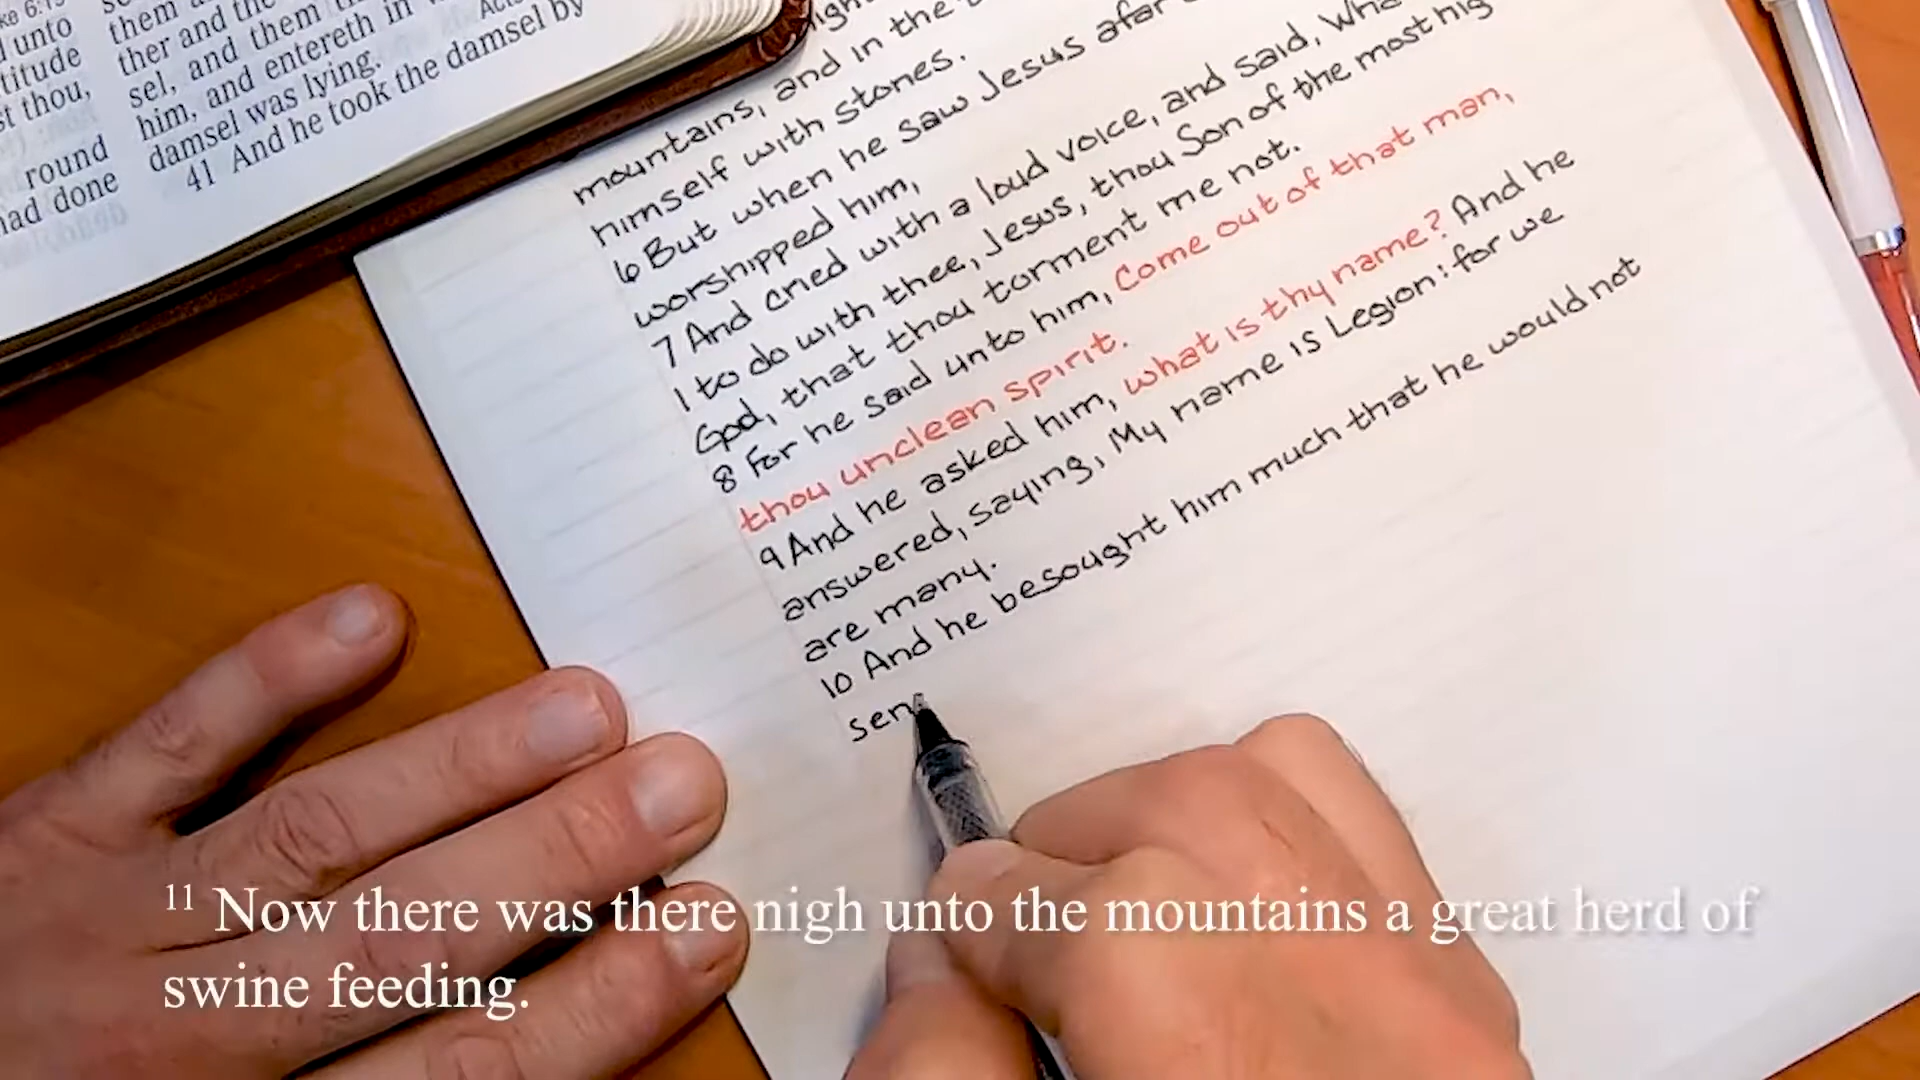 unto
titude
thou,
round
had done
them
ther and the
sel, and them
him, and entereth in
damsel was lying.
41 And he took the damsel by
mountains, and in the
himself with stones.
6 But when he saw Jesus afar
worshipped him,
7 And cried with a loud voice, and said, Wha
I to do with thee, Jesus, thou Son of the most hig
God, that thou torment me not.
8 For he said unto him, Come out of that man,
thou unclean spirit.
9 And he asked him, what is thy name? And he
answered, saying, My name is Legion: for we
are many.
10 And he besought him much that he would not
sen
11 Now there was there nigh unto the mountains a great herd of
swine feeding.